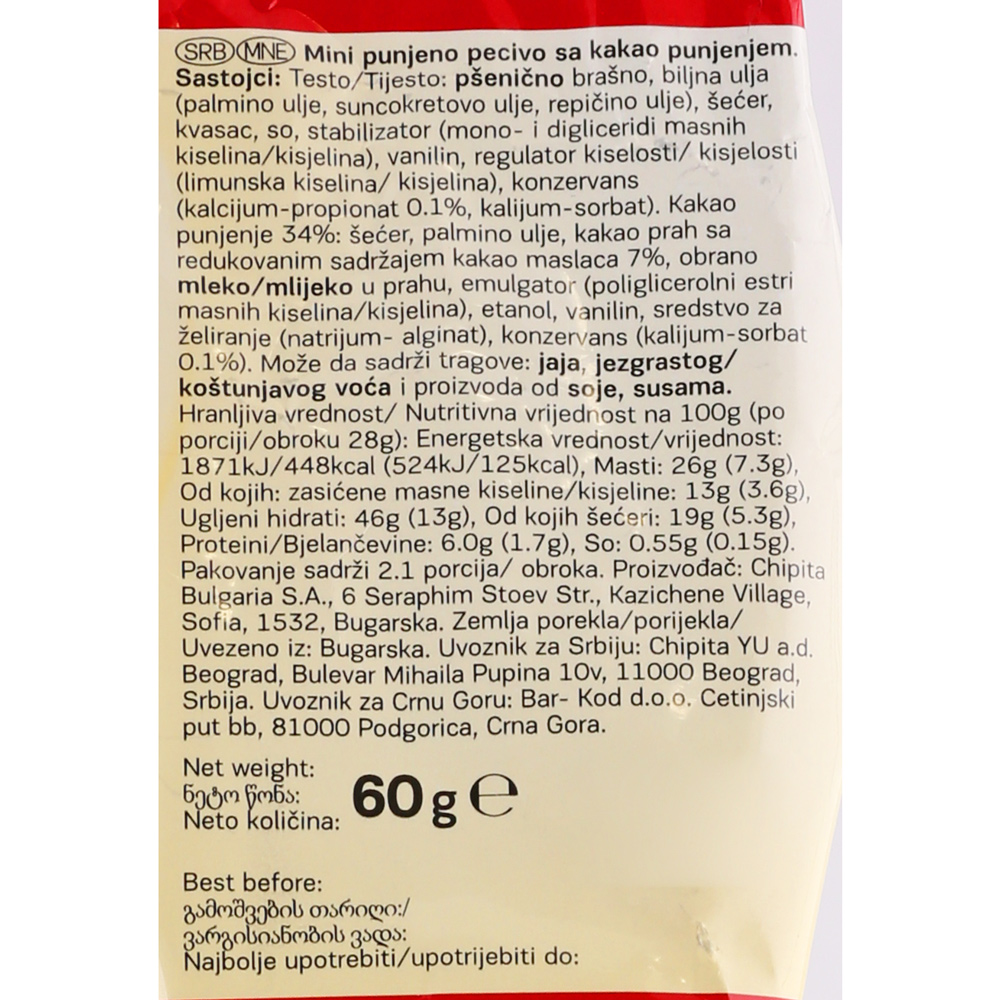 SRB MNE Mini punjeno pecivo sa kakao punjenjem.
Sastojci: Testo/Tijesto: pšenično brašno, biljna ulja
(palmino ulje, suncokretovo ulje, repičino ulje), šećer,
kvasac, so, stabilizator (mono- i digliceridi masnih
kiselina/kisjelina), vanilin, regulator kiselosti/ kisjelosti
(limunska kiselina/ kisjelina), konzervans
(kalcijum-propionat 0.1%, kalijum-sorbat). Kakao
punjenje 34%: šećer, palmino ulje, kakao prah sa
redukovanim sadržajem kakao maslaca 7%, obrano
mleko/mlijeko u prahu, emulgator (poliglicerolni estri
masnih kiselina/kisjelina), etanol, vanilin, sredstvo za
želiranje (natrijum- alginat), konzervans (kalijum-sorbat
0.1%). Može da sadrži tragove: jaja, jezgrastog/
koštunjavog voća i proizvoda od soje, susama.
Hranljiva vrednost/ Nutritivna vrijednost na 100g (po
porciji/obroku 28g): Energetska vrednost/vrijednost:
1871kJ/448kcal (524kJ/125kcal), Masti: 26g (7.3g),
Od kojih: zasićene masne kiseline/kisjeline: 13g (3.6g),
Ugljeni hidrati: 46g (13g), Od kojih šećeri: 19g (5.3g),
Proteini/Bjelančevine: 6.0g (1.7g), So: 0.55g (0.15g).
Pakovanje sadrži 2.1 porcija/ obroka. Proizvođač: Chipita
Bulgaria S.A., 6 Seraphim Stoev Str., Kazichene Village,
Sofia, 1532, Bugarska. Zemlja porekla/porijekla/
Uvezeno iz: Bugarska. Uvoznik za Srbiju: Chipita YU a.d.
Beograd, Bulevar Mihaila Pupina 10v, 11000 Beograd,
Srbija. Uvoznik za Crnu Goru: Bar- Kod d.o.o. Cetinjski
put bb, 81000 Podgorica, Crna Gora.
Net weight:
ნეტო წონა:
Neto količina:
60g ℮
Best before:
გამოშვების თარიღი:/
ვარგისიანობის ვადა:
Najbolje upotrebiti/upotrijebiti do: